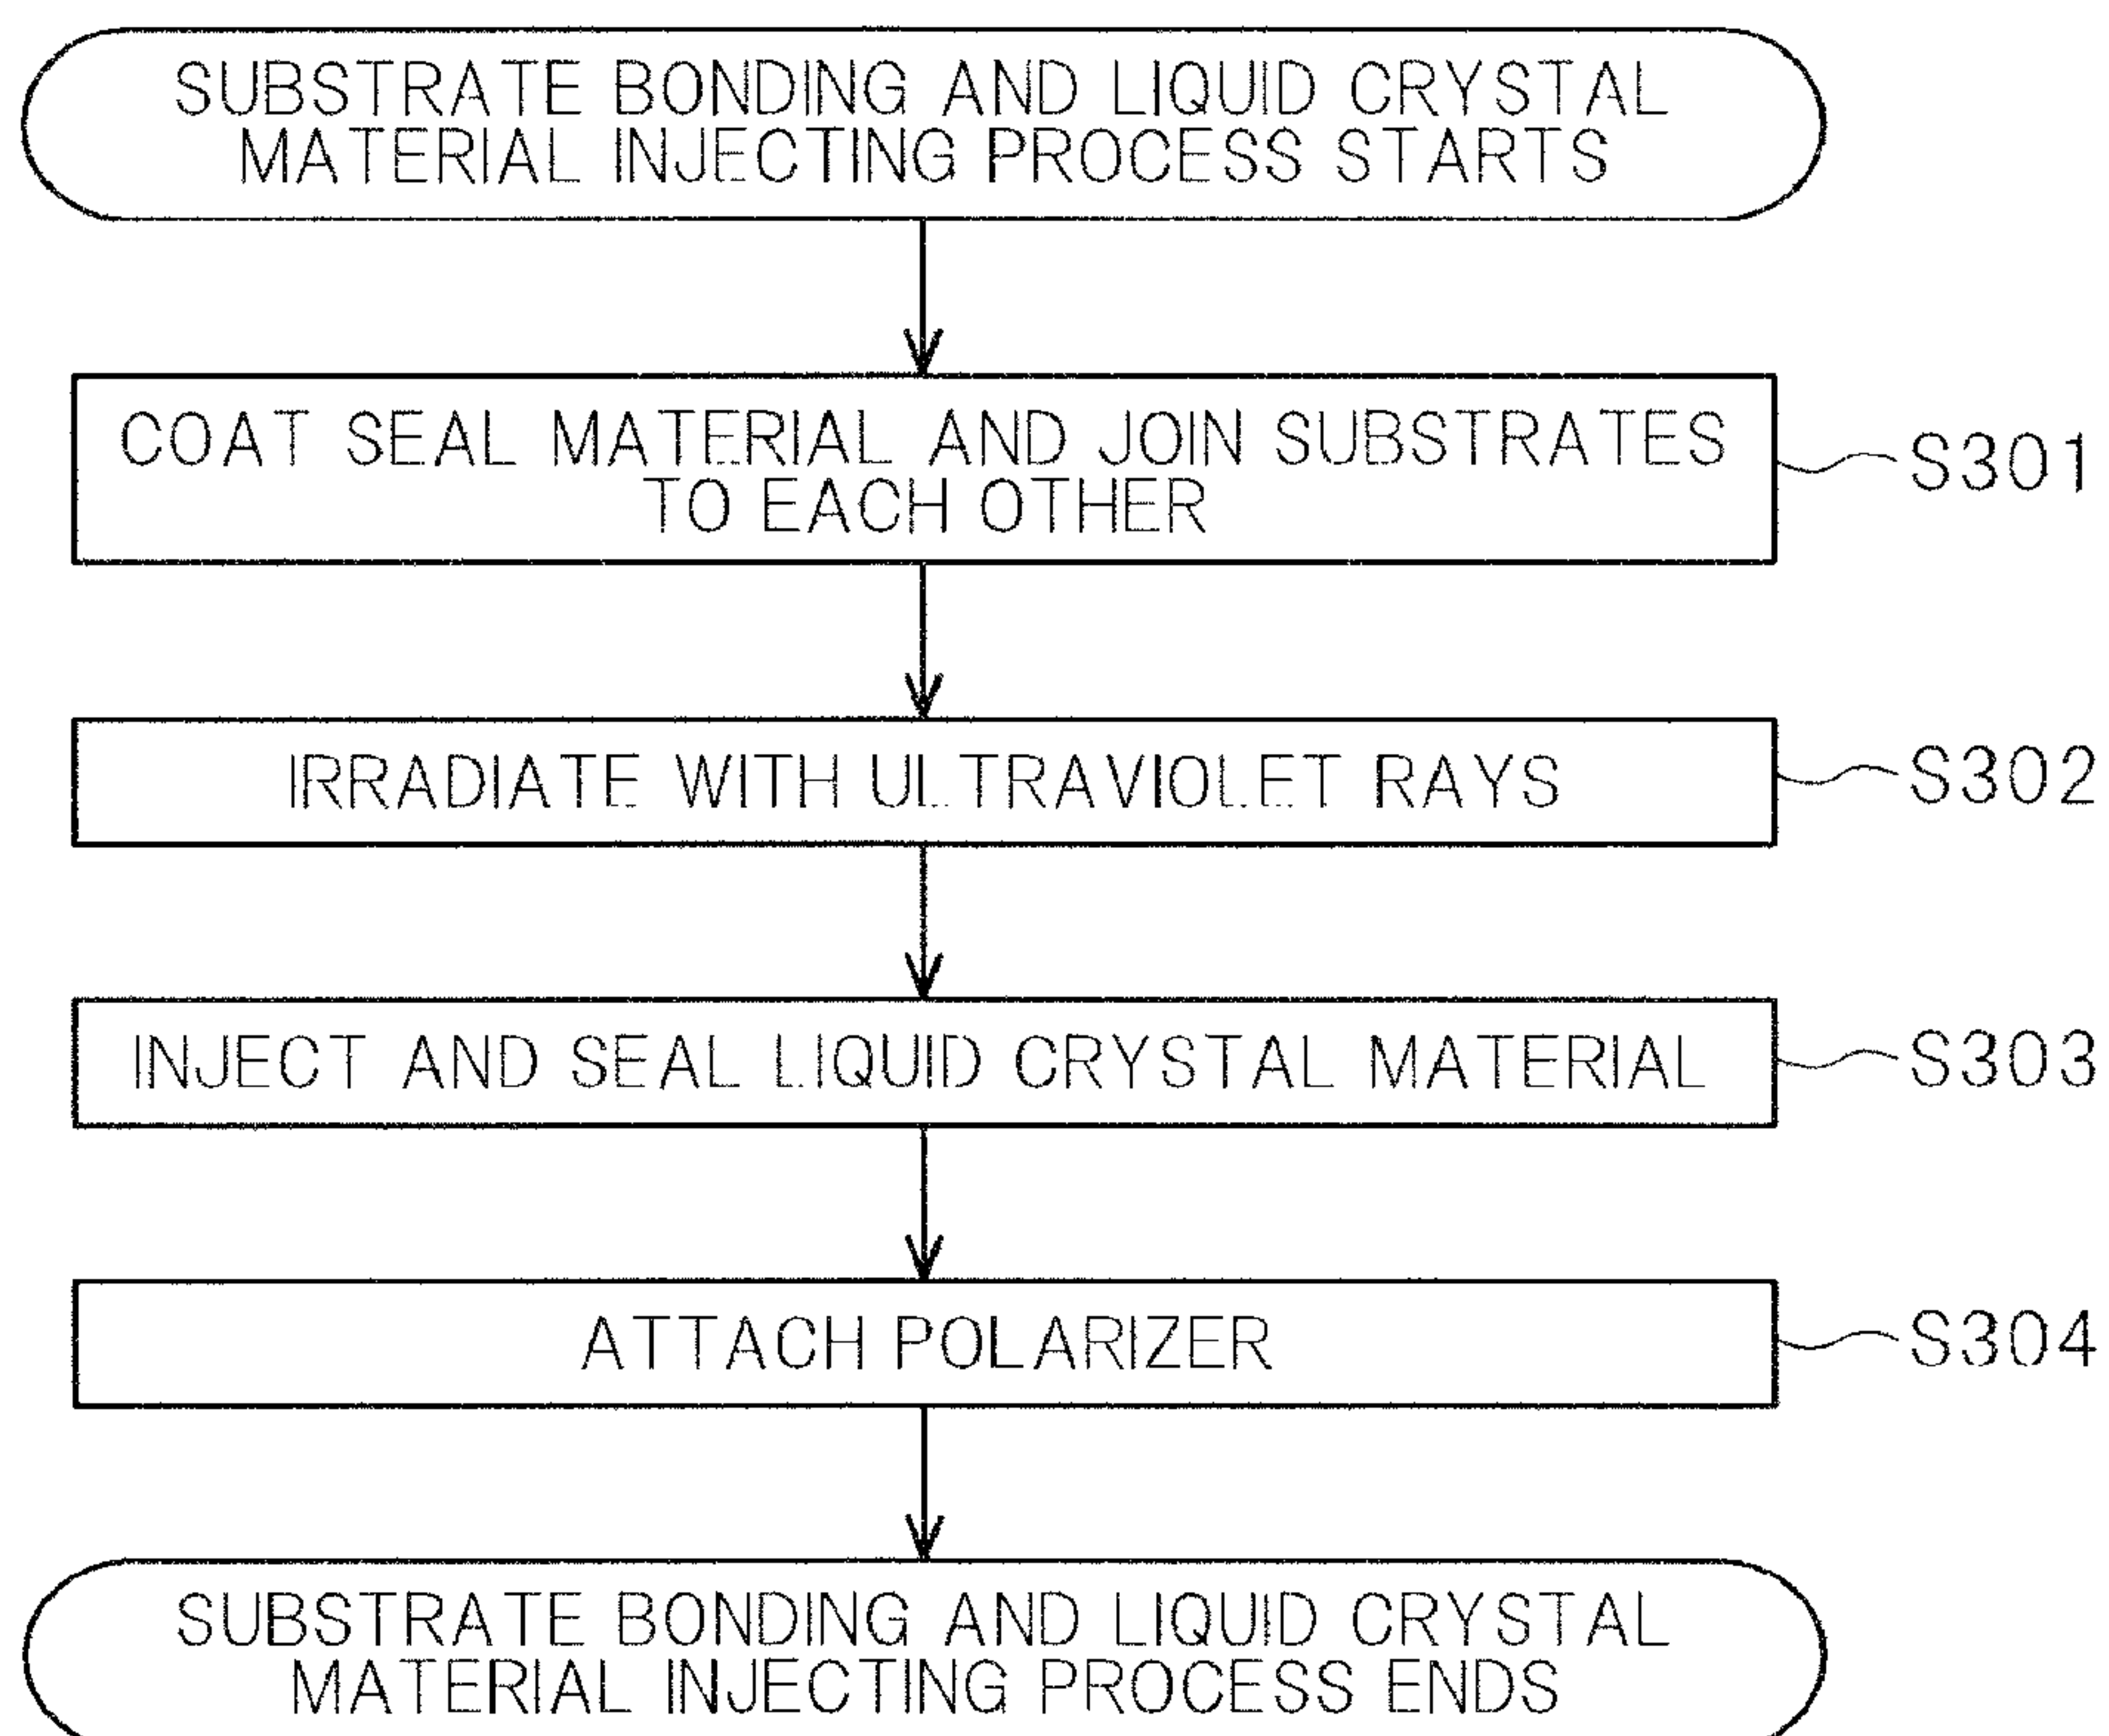 SUBSTRATE BONDING AND LIQUID CRYSTAL
MATERIAL INJECTING PROCESS STARTS
COAT SEAL MATERIAL AND JOIN SUBSTRATES
TO EACH OTHER
S301
IRRADIATE WITH ULTRAVIOLET RAYS
S302
INJECT AND SEAL LIQUID CRYSTAL MATERIAL
S303
ATTACH POLARIZER
S304
SUBSTRATE BONDING AND LIQUID CRYSTAL
MATERIAL INJECTING PROCESS ENDS